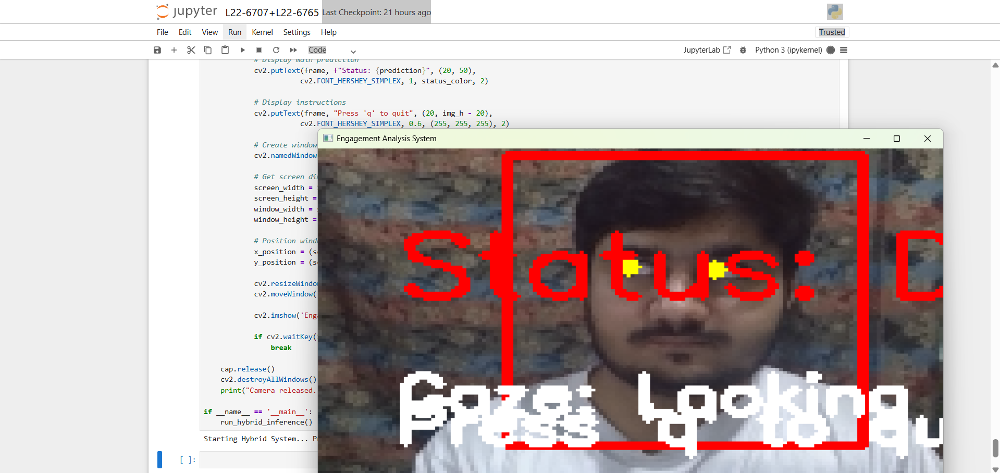 jupyter L22-6707+L22-6765 Last Checkpoint: 21 hours ago
File Edit View Run Kernel Settings Help Trusted
Code JupyterLab Python 3 (ipykernel)
# Display main prediction
cv2.putText(frame, f"Status: {prediction}", (20, 50),
cv2.FONT_HERSHEY_SIMPLEX, 1, status_color, 2)
# Display instructions
cv2.putText(frame, "Press 'q' to quit", (20, img_h - 20),
cv2.FONT_HERSHEY_SIMPLEX, 0.6, (255, 255, 255), 2)
# Create window
cv2.namedWindow
# Get screen di
screen_width =
screen_height =
window_width =
window_height =
# Position wind
x_position = (s
y_position = (s
cv2.resizeWindow
cv2.moveWindow(
cv2.imshow('Eng
if cv2.waitKey(
break
cap.release()
cv2.destroyAllWindows()
print("Camera released.
if __name__ == '__main__':
run_hybrid_inference()
Starting Hybrid System... P
[ ]:
Engagement Analysis System
Status: D
Gaze: Looking
Press 'q' to qu